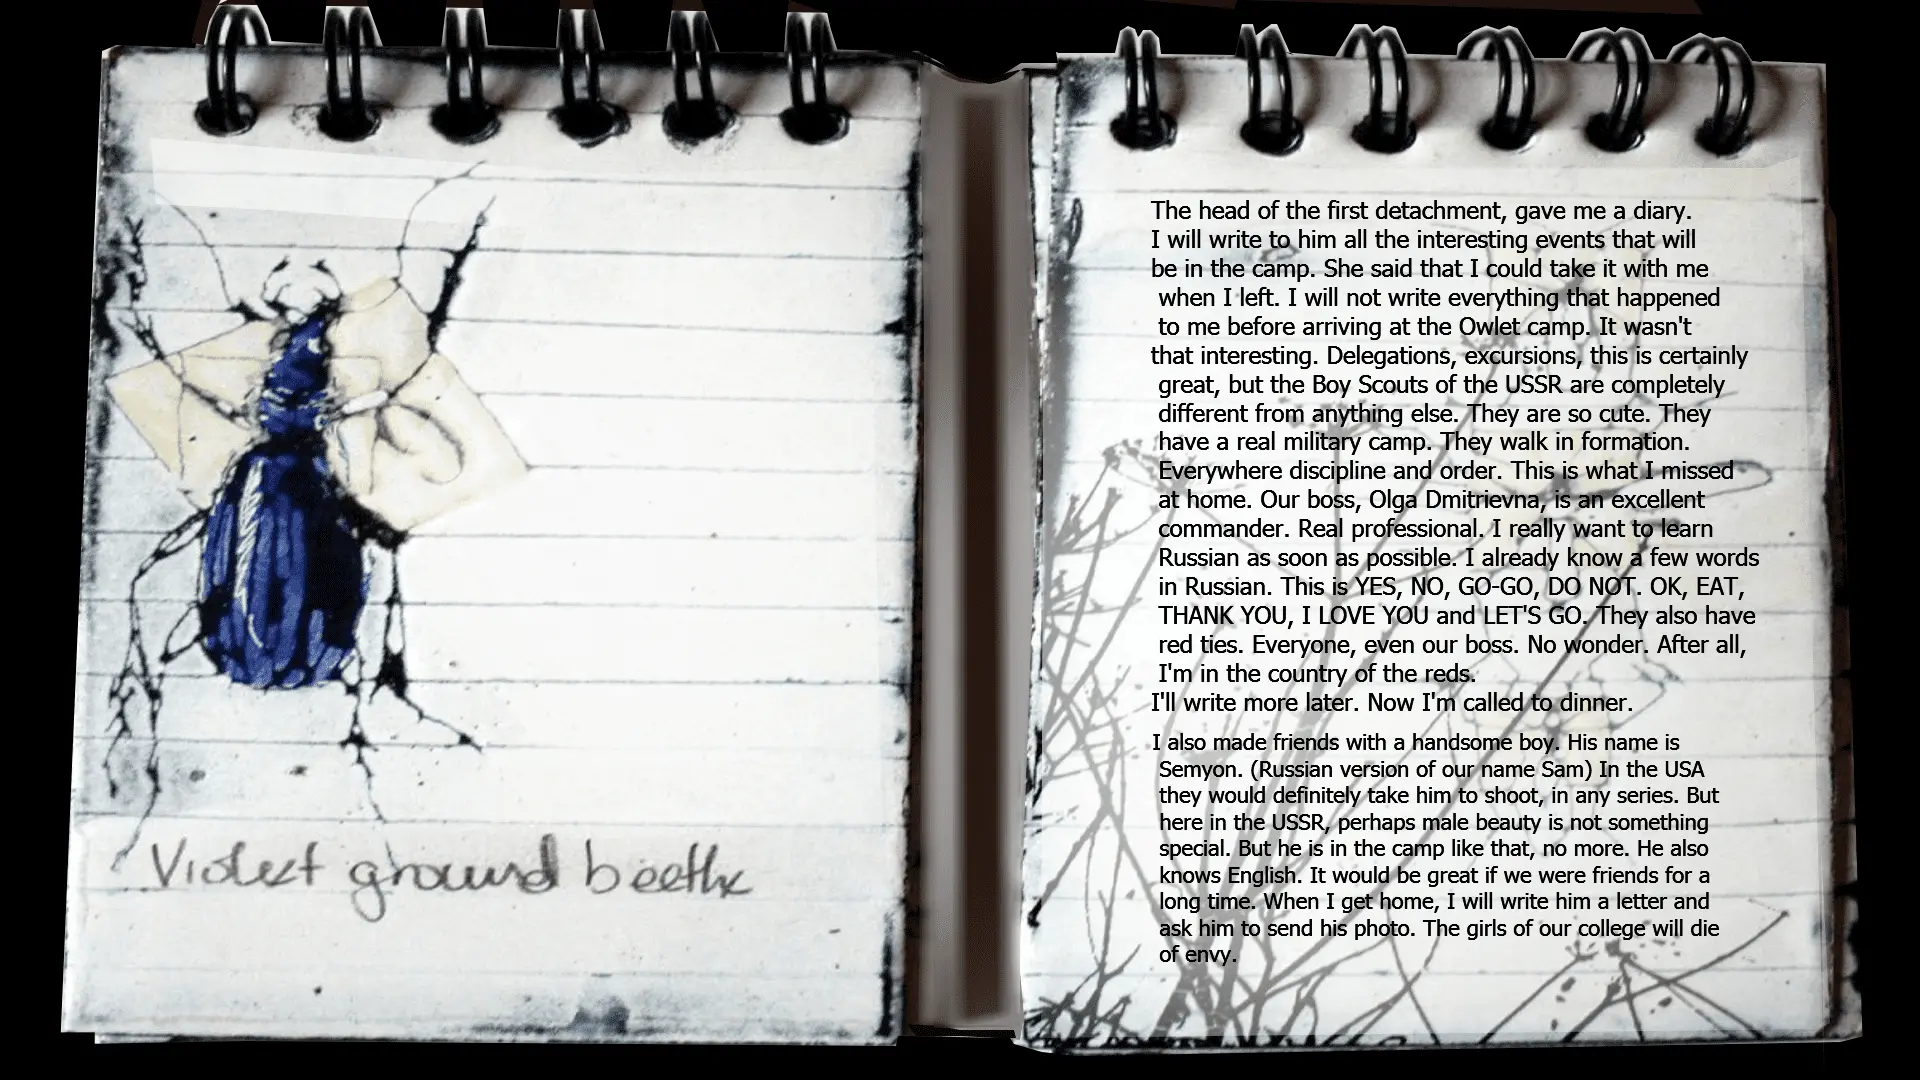 Violet ground beetle
The head of the first detachment, gave me a diary.
I will write to him all the interesting events that will
be in the camp. She said that I could take it with me
when I left. I will not write everything that happened
to me before arriving at the Owlet camp. It wasn't
that interesting. Delegations, excursions, this is certainly
great, but the Boy Scouts of the USSR are completely
different from anything else. They are so cute. They
have a real military camp. They walk in formation.
Everywhere discipline and order. This is what I missed
at home. Our boss, Olga Dmitrievna, is an excellent
commander. Real professional. I really want to learn
Russian as soon as possible. I already know a few words
in Russian. This is YES, NO, GO-GO, DO NOT. OK, EAT,
THANK YOU, I LOVE YOU and LET'S GO. They also have
red ties. Everyone, even our boss. No wonder. After all,
I'm in the country of the reds.
I'll write more later. Now I'm called to dinner.
I also made friends with a handsome boy. His name is
Semyon. (Russian version of our name Sam) In the USA
they would definitely take him to shoot, in any series. But
here in the USSR, perhaps male beauty is not something
special. But he is in the camp like that, no more. He also
knows English. It would be great if we were friends for a
long time. When I get home, I will write him a letter and
ask him to send his photo. The girls of our college will die
of envy.